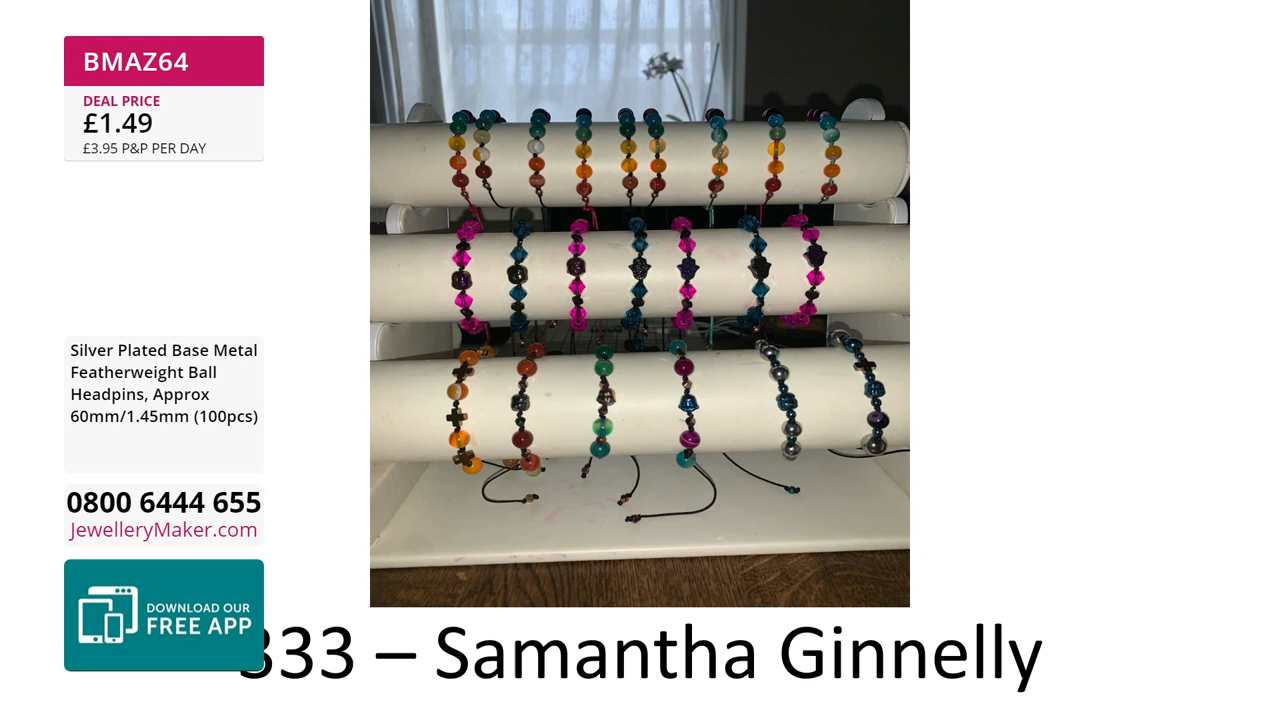 BMAZ64
DEAL PRICE
£1.49
£3.95 P&P PER DAY
Silver Plated Base Metal
Featherweight Ball
Headpins, Approx
60mm/1.45mm (100pcs)
0800 6444 655
JewelleryMaker.com
DOWNLOAD OUR
FREE APP
333 – Samantha Ginnelly